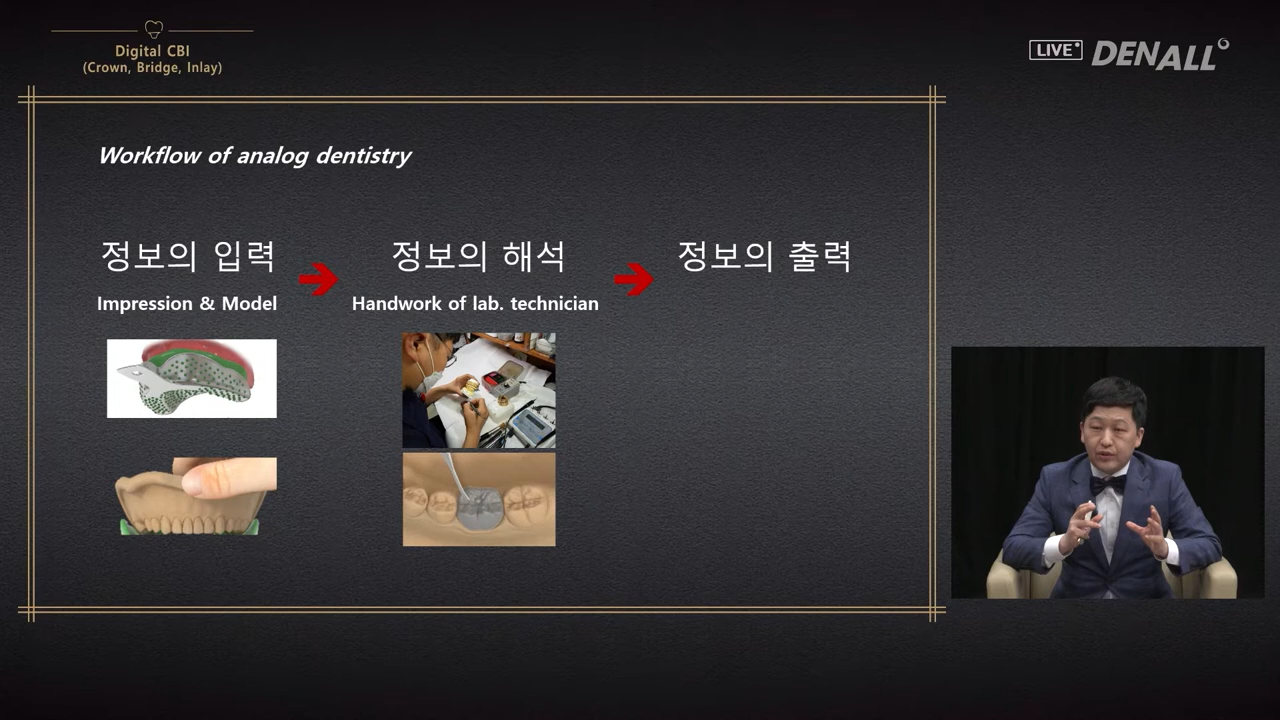 Digital CBI
(Crown, Bridge, Inlay)
LIVE
DENALL
Workflow of analog dentistry
정보의 입력
정보의 해석
정보의 출력
Impression & Model
Handwork of lab. technician